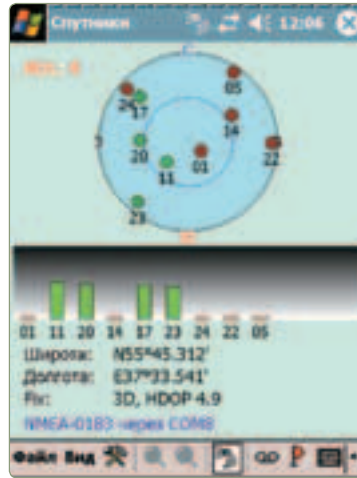 Спутники 12:06
С
05
24
17
14
20
01
22
11
23
01 11 20 14 17 23 24 22 05
Широта: N55°45.312'
Долгота: E37°33.541'
Fix: 3D, HDOP 4.9
NMEA-0183 через COM8
Файл Вид